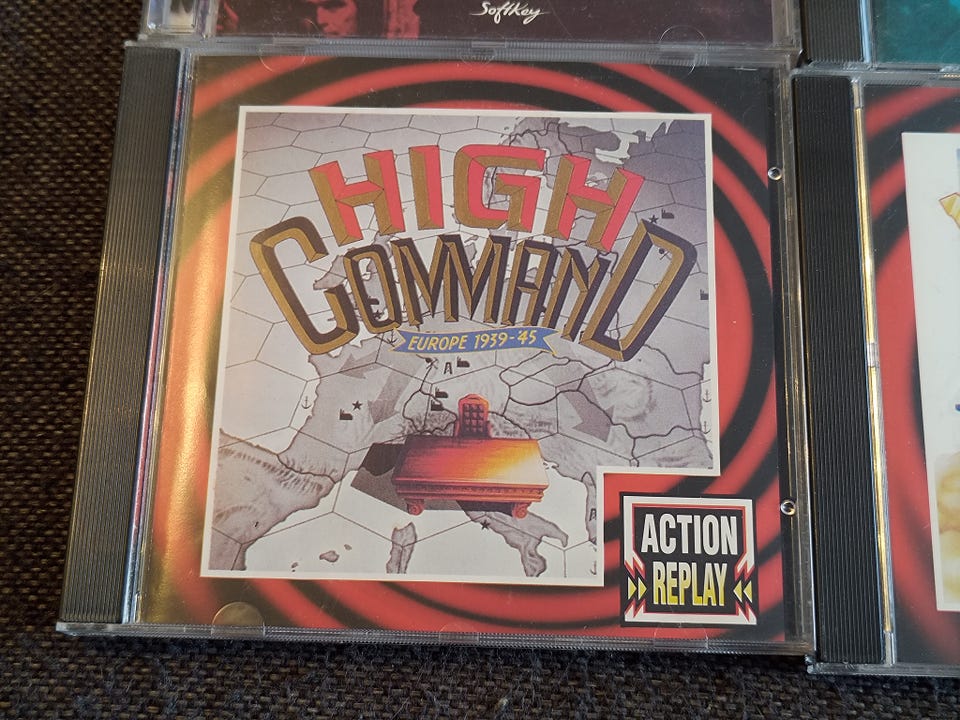 SoftKey
HIGH
COMMAND
EUROPE 1939-'45
A
ACTION
REPLAY